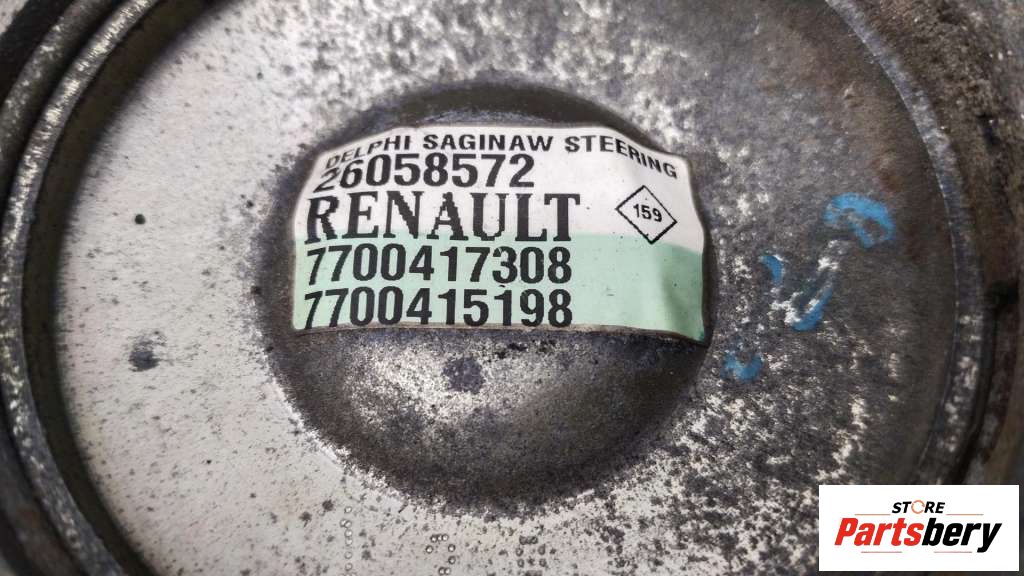 DELPHI SAGINAW STEERING
26058572
RENAULT
159
7700417308
7700415198
STORE
Partsbery